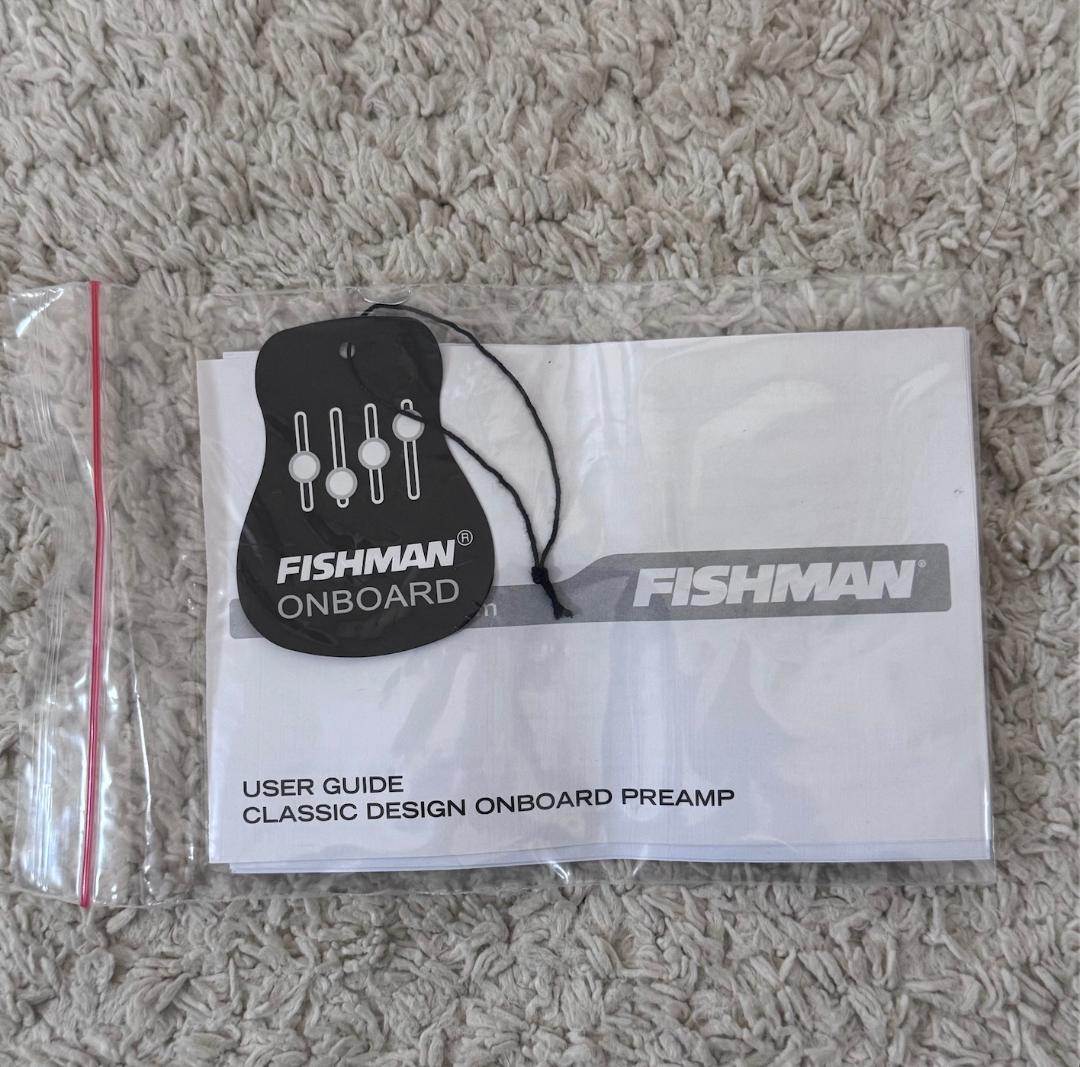 FISHMAN®
ONBOARD
FISHMAN®
USER GUIDE
CLASSIC DESIGN ONBOARD PREAMP